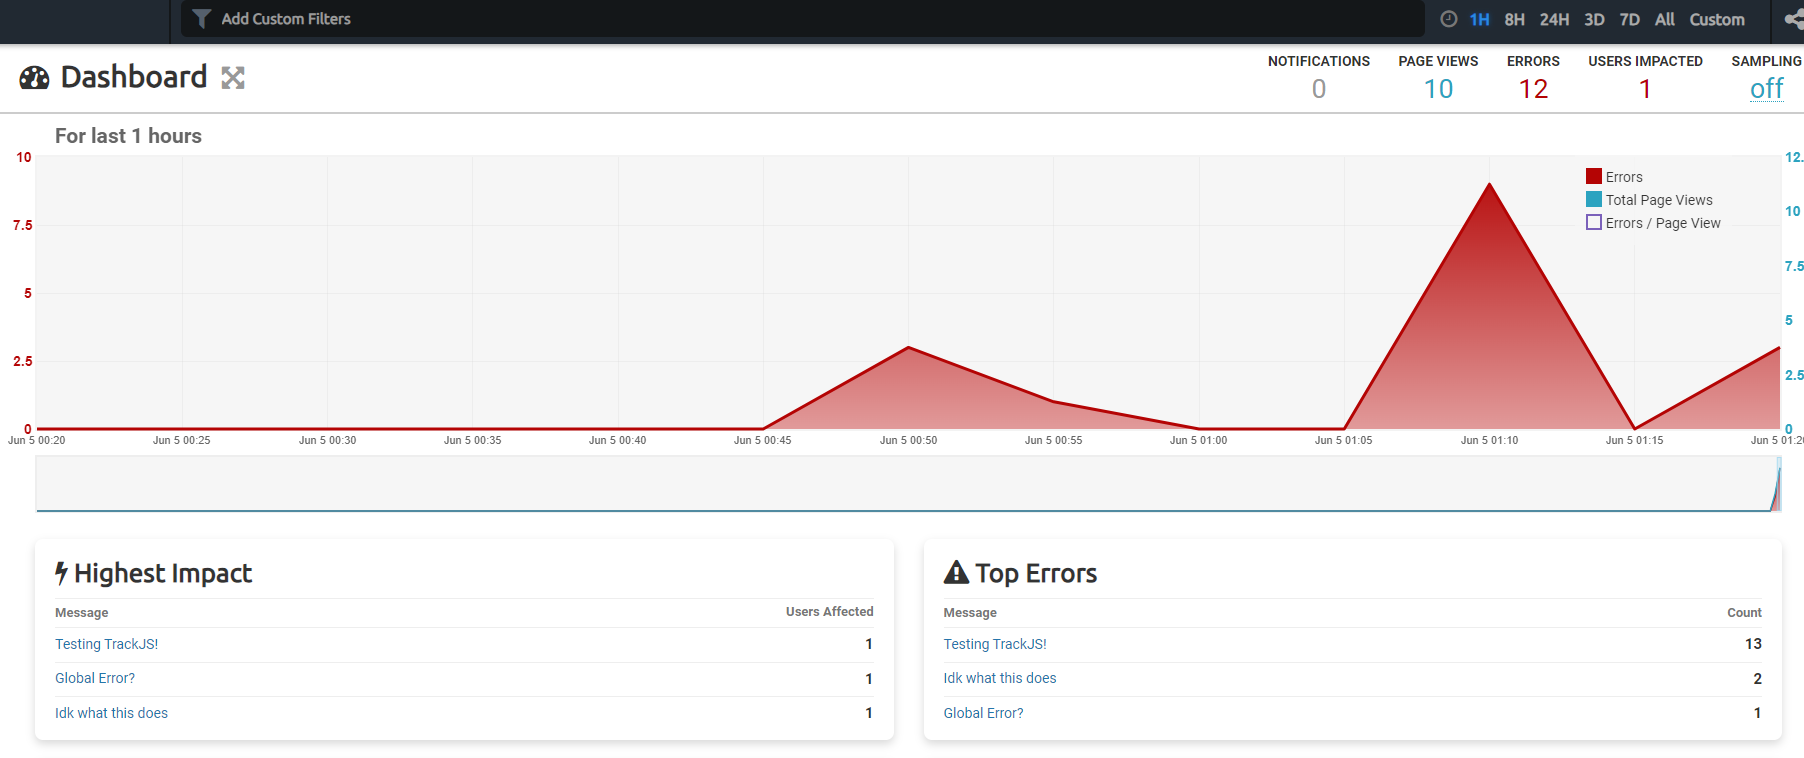 Add Custom Filters
1H 8H 24H 3D 7D All Custom
Dashboard
NOTIFICATIONS PAGE VIEWS ERRORS USERS IMPACTED SAMPLING
0 10 12 1 off
For last 1 hours
10
7.5
5
2.5
0
12.
10
7.5
5
2.5
0
Errors
Total Page Views
Errors / Page View
Jun 5 00:20 Jun 5 00:25 Jun 5 00:30 Jun 5 00:35 Jun 5 00:40 Jun 5 00:45 Jun 5 00:50 Jun 5 00:55 Jun 5 01:00 Jun 5 01:05 Jun 5 01:10 Jun 5 01:15 Jun 5 01:20
Highest Impact
Message Users Affected
Testing TrackJS! 1
Global Error? 1
Idk what this does 1
Top Errors
Message Count
Testing TrackJS! 13
Idk what this does 2
Global Error? 1